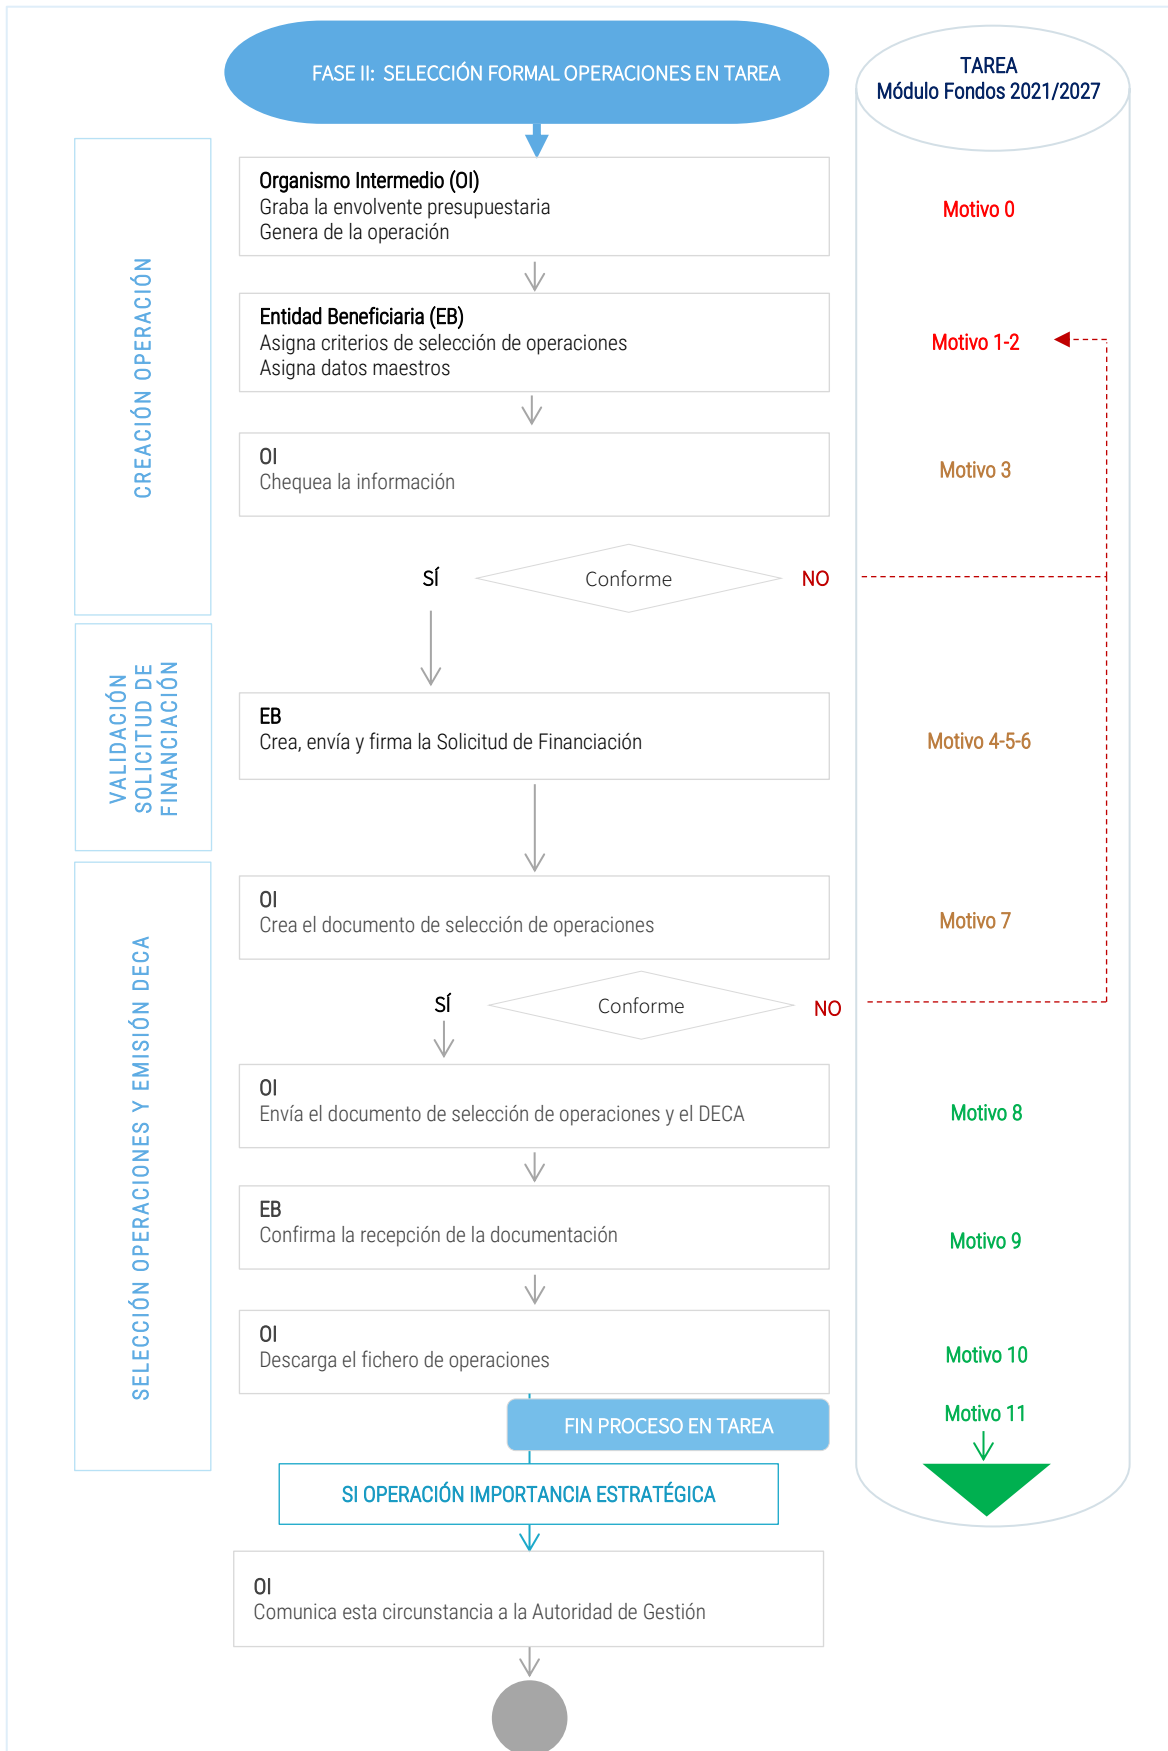 FASE II: SELECCIÓN FORMAL OPERACIONES EN TAREA
TAREA
Módulo Fondos 2021/2027
CREACIÓN OPERACIÓN
Organismo Intermedio (OI)
Graba la envolvente presupuestaria
Genera de la operación
Motivo 0
Entidad Beneficiaria (EB)
Asigna criterios de selección de operaciones
Asigna datos maestros
Motivo 1-2
OI
Chequea la información
Motivo 3
SÍ
Conforme
NO
VALIDACIÓN
SOLICITUD DE
FINANCIACIÓN
EB
Crea, envía y firma la Solicitud de Financiación
Motivo 4-5-6
SELECCIÓN OPERACIONES Y EMISIÓN DECA
OI
Crea el documento de selección de operaciones
Motivo 7
SÍ
Conforme
NO
OI
Envía el documento de selección de operaciones y el DECA
Motivo 8
EB
Confirma la recepción de la documentación
Motivo 9
OI
Descarga el fichero de operaciones
Motivo 10
Motivo 11
FIN PROCESO EN TAREA
SI OPERACIÓN IMPORTANCIA ESTRATÉGICA
OI
Comunica esta circunstancia a la Autoridad de Gestión